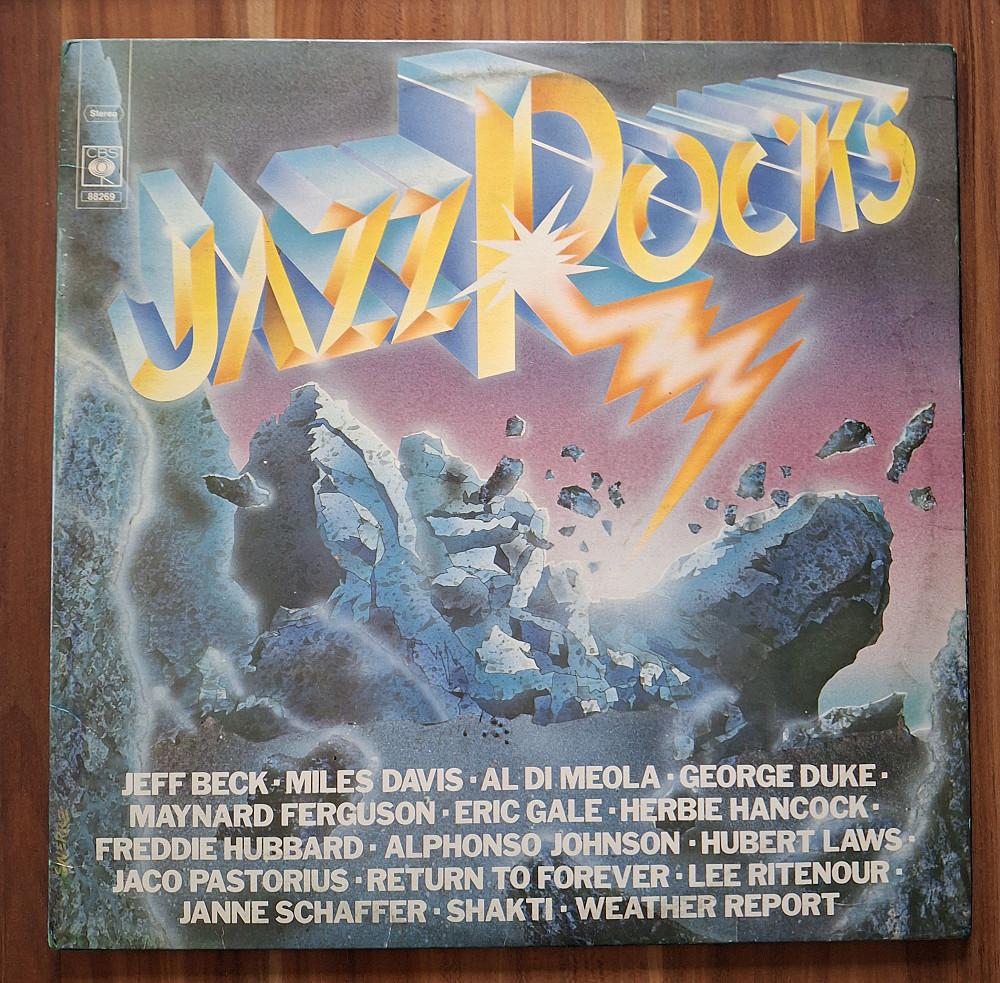 Stereo
CBS
88269
JAZZ ROCKS
JEFF BECK · MILES DAVIS · AL DI MEOLA · GEORGE DUKE ·
MAYNARD FERGUSON · ERIC GALE · HERBIE HANCOCK ·
FREDDIE HUBBARD · ALPHONSO JOHNSON · HUBERT LAWS ·
JACO PASTORIUS · RETURN TO FOREVER · LEE RITENOUR ·
JANNE SCHAFFER · SHAKTI · WEATHER REPORT